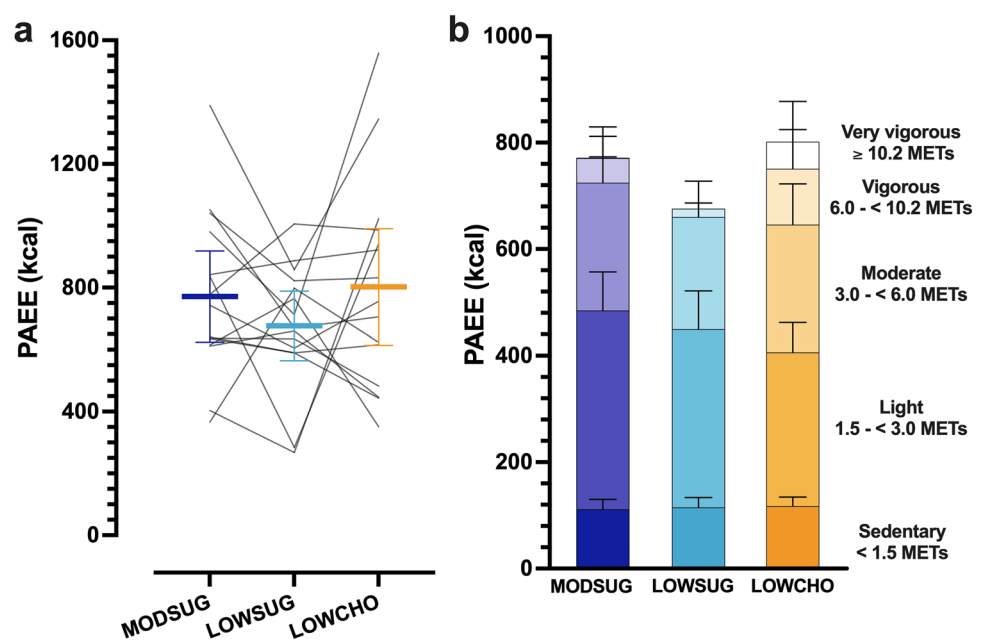 a
1600
1200
800
400
0
PAEE (kcal)
MODSUG
LOWSUG
LOWCHO
b
1000
800
600
400
200
0
PAEE (kcal)
MODSUG
LOWSUG
LOWCHO
Very vigorous
≥ 10.2 METs
Vigorous
6.0 - < 10.2 METs
Moderate
3.0 - < 6.0 METs
Light
1.5 - < 3.0 METs
Sedentary
< 1.5 METs